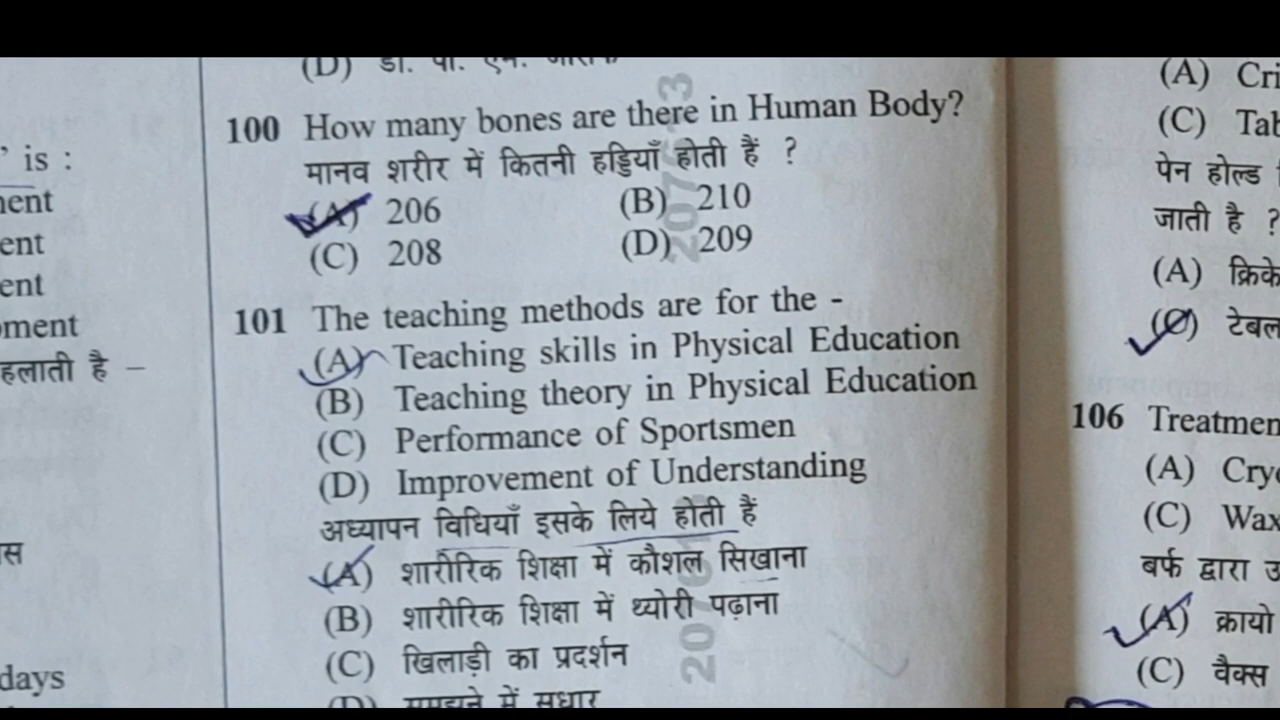 is :
ment
हलाती है –
days
100 How many bones are there in Human Body?
मानव शरीर में कितनी हड्डियाँ होती हैं ?
(A) 206 (B) 210
(C) 208 (D) 209
101 The teaching methods are for the -
(A) Teaching skills in Physical Education
(B) Teaching theory in Physical Education
(C) Performance of Sportsmen
(D) Improvement of Understanding
अध्यापन विधियाँ इसके लिये होती हैं
(A) शारीरिक शिक्षा में कौशल सिखाना
(B) शारीरिक शिक्षा में थ्योरी पढ़ाना
(C) खिलाड़ी का प्रदर्शन
(D) समझने में सुधार
(A) Cri
(C) Tab
पेन होल्ड
जाती है ?
(A) क्रिके
(C) टेबल
106 Treatmen
(A) Cry
(C) Wax
बर्फ द्वारा उ
(A) क्रायो
(C) वैक्स